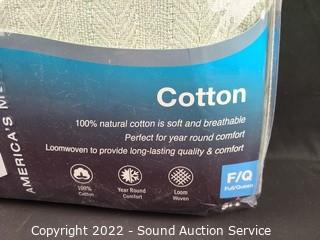 AMERICA'S M
Cotton
100% natural cotton is soft and breathable
Perfect for year round comfort
Loomwoven to provide long-lasting quality & comfort
100%
Cotton
Year Round
Comfort
Loom
Woven
F/Q
Full/Queen
Copyright 2022 - Sound Auction Service